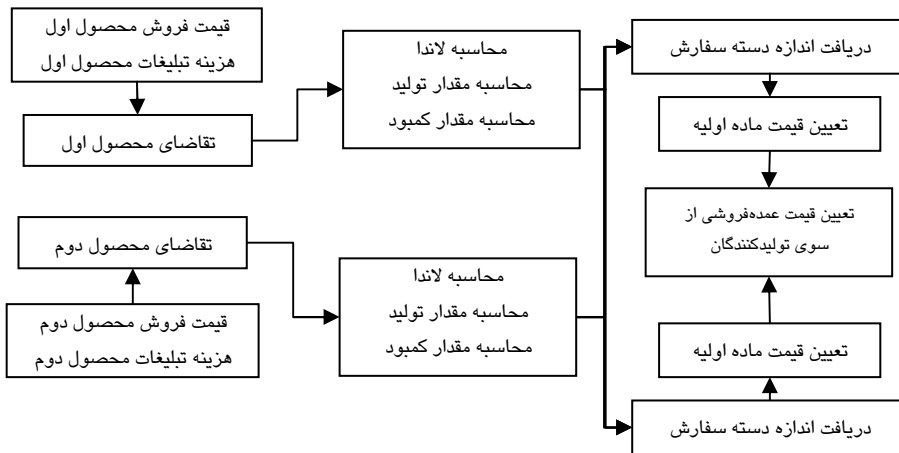 قیمت فروش محصول اول
هزینه تبلیغات محصول اول
تقاضای محصول اول
محاسبه لاندا
محاسبه مقدار تولید
محاسبه مقدار کمبود
دریافت اندازه دسته سفارش
تعیین قیمت ماده اولیه
تعیین قیمت عمده‌فروشی از
سوی تولیدکنندگان
تقاضای محصول دوم
قیمت فروش محصول دوم
هزینه تبلیغات محصول دوم
محاسبه لاندا
محاسبه مقدار تولید
محاسبه مقدار کمبود
تعیین قیمت ماده اولیه
دریافت اندازه دسته سفارش